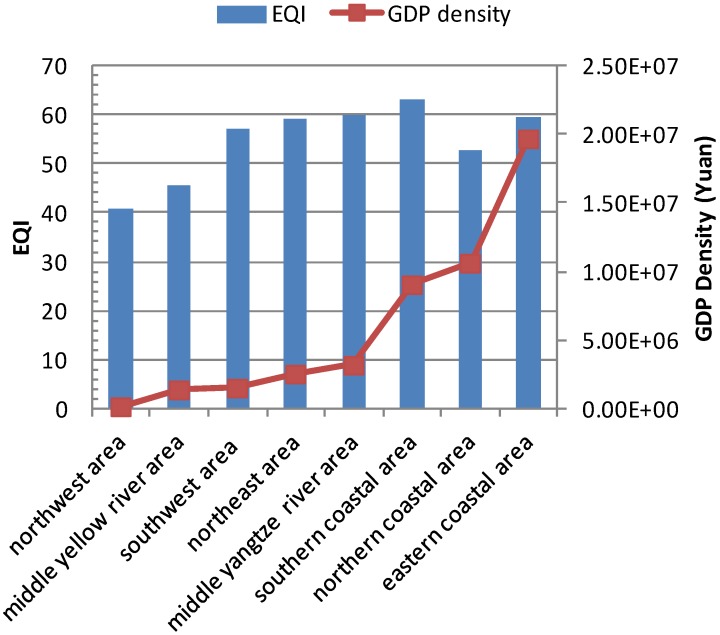 EQI GDP density
70
60
50
40
30
20
10
0
EQI
2.50E+07
2.00E+07
1.50E+07
1.00E+07
5.00E+06
0.00E+00
GDP Density (Yuan)
northwest area
middle yellow river area
southwest area
northeast area
middle yangtze river area
southern coastal area
northern coastal area
eastern coastal area